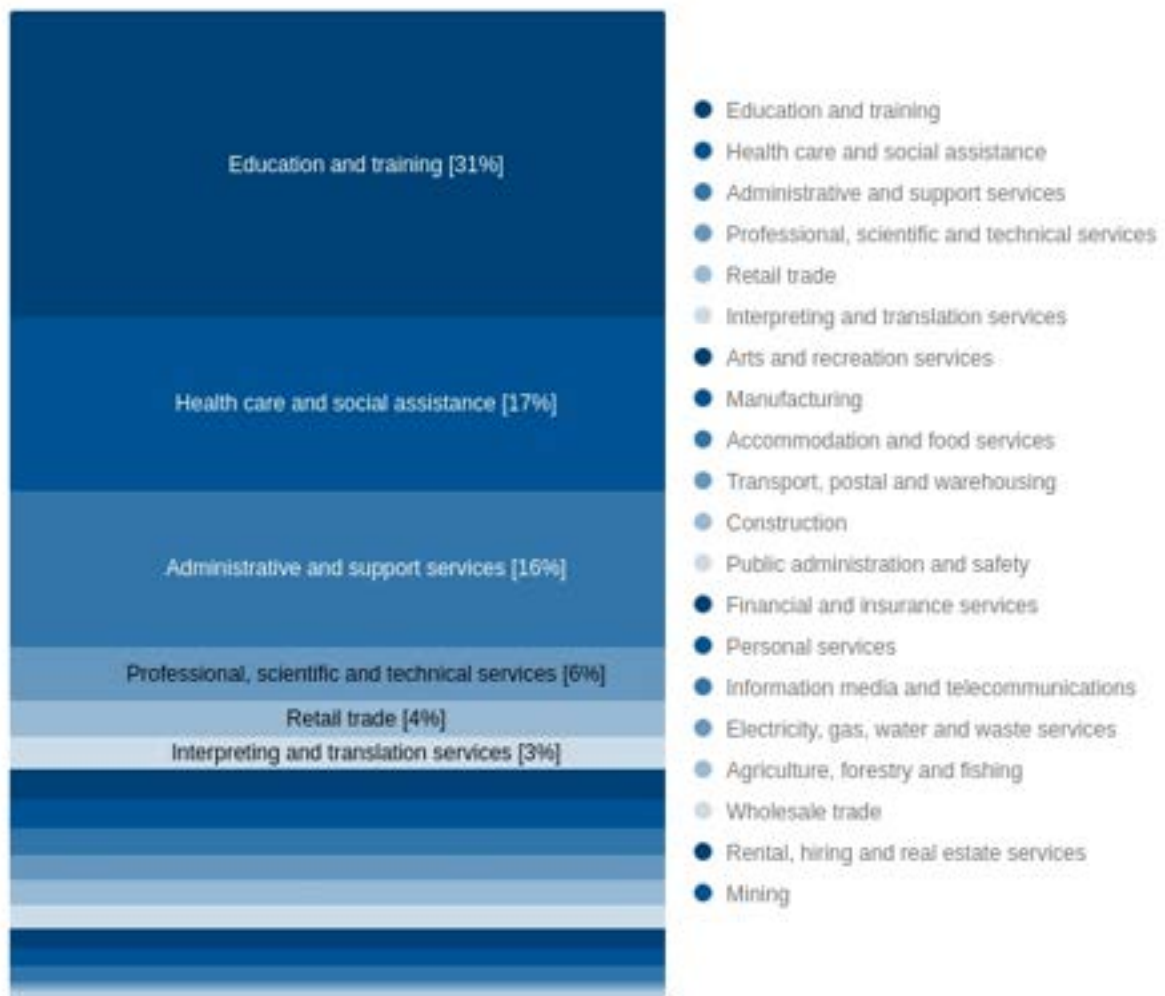 Education and training [31%]
Health care and social assistance [17%]
Administrative and support services [16%]
Professional, scientific and technical services [6%]
Retail trade [4%]
Interpreting and translation services [3%]
Education and training
Health care and social assistance
Administrative and support services
Professional, scientific and technical services
Retail trade
Interpreting and translation services
Arts and recreation services
Manufacturing
Accommodation and food services
Transport, postal and warehousing
Construction
Public administration and safety
Financial and insurance services
Personal services
Information media and telecommunications
Electricity, gas, water and waste services
Agriculture, forestry and fishing
Wholesale trade
Rental, hiring and real estate services
Mining